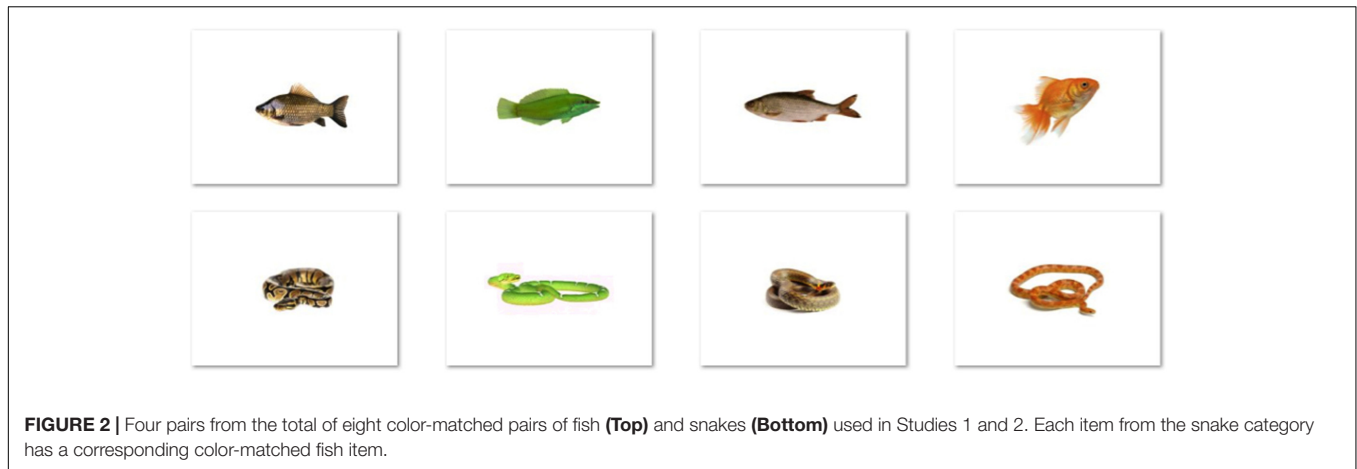 FIGURE 2 | Four pairs from the total of eight color-matched pairs of fish (Top) and snakes (Bottom) used in Studies 1 and 2. Each item from the snake category
has a corresponding color-matched fish item.